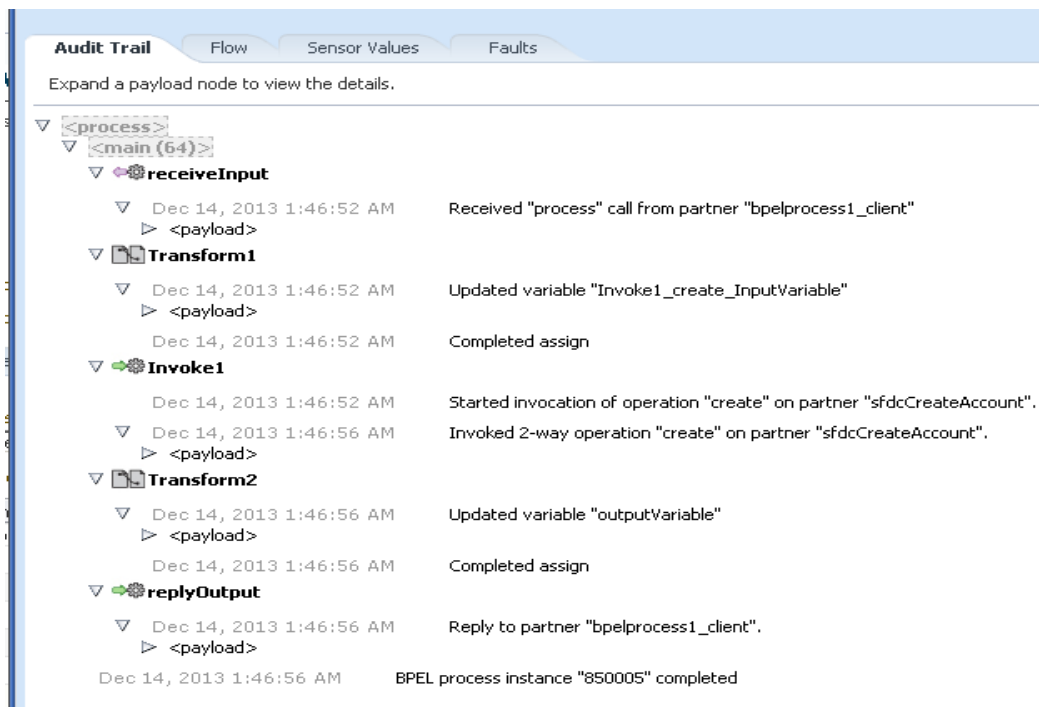 Audit Trail Flow Sensor Values Faults
Expand a payload node to view the details.
<process>
<main (64)>
receiveInput
Dec 14, 2013 1:46:52 AM Received "process" call from partner "bpelprocess1_client"
<payload>
Transform1
Dec 14, 2013 1:46:52 AM Updated variable "Invoke1_create_InputVariable"
<payload>
Dec 14, 2013 1:46:52 AM Completed assign
Invoke1
Dec 14, 2013 1:46:52 AM Started invocation of operation "create" on partner "sfdcCreateAccount".
Dec 14, 2013 1:46:56 AM Invoked 2-way operation "create" on partner "sfdcCreateAccount".
<payload>
Transform2
Dec 14, 2013 1:46:56 AM Updated variable "outputVariable"
<payload>
Dec 14, 2013 1:46:56 AM Completed assign
replyOutput
Dec 14, 2013 1:46:56 AM Reply to partner "bpelprocess1_client".
<payload>
Dec 14, 2013 1:46:56 AM BPEL process instance "850005" completed